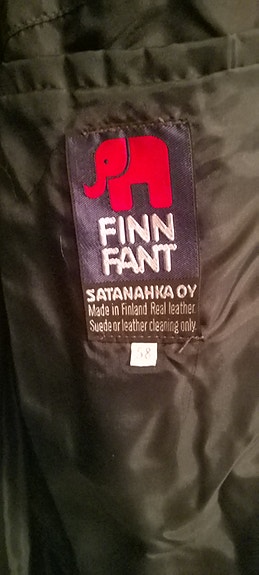 FINN
FANT
SATANAHKA OY
Made in Finland Real leather
Suede or leather cleaning only.